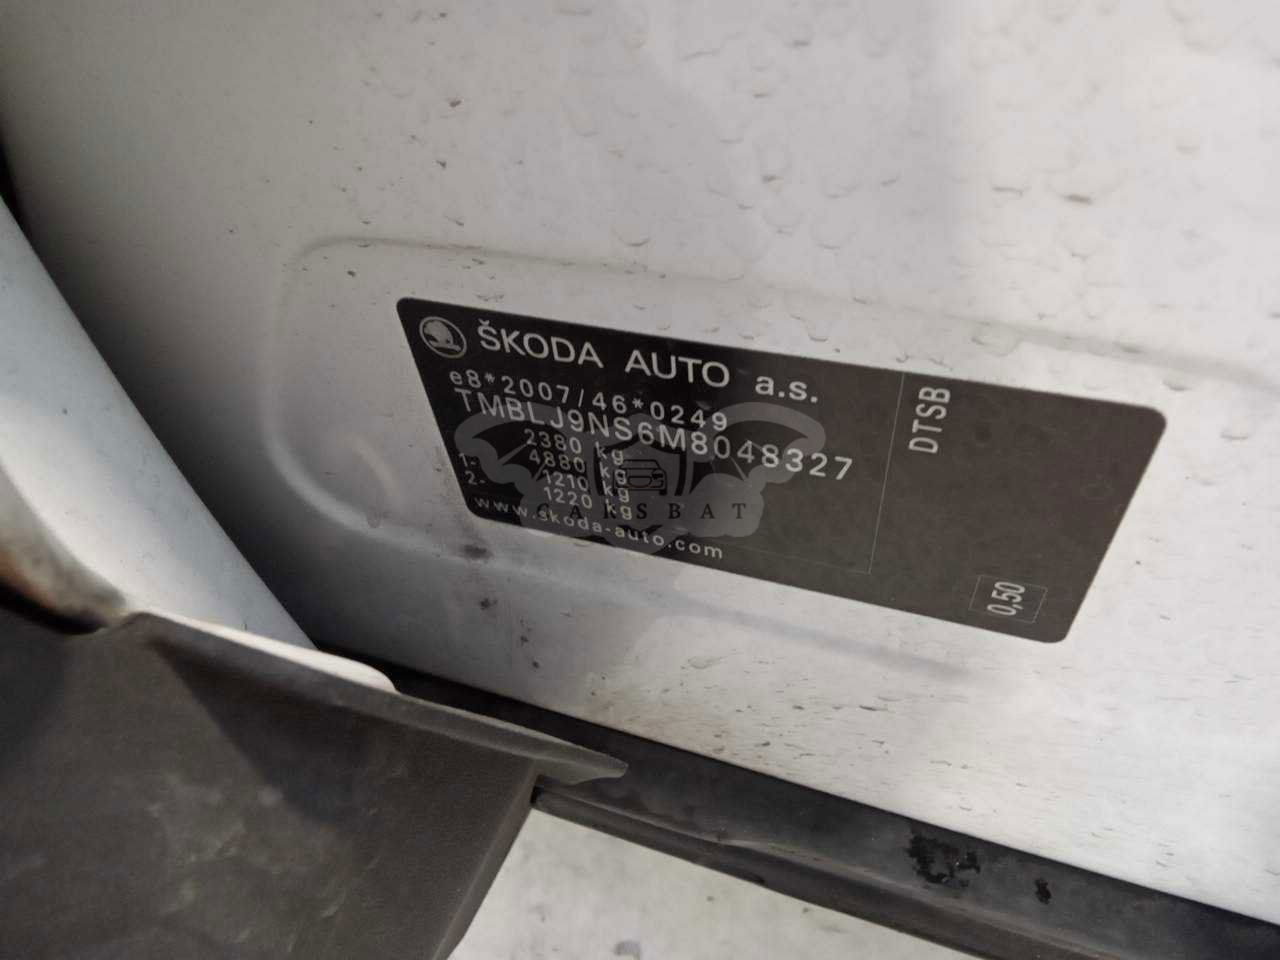 ŠKODA AUTO a.s.
e8*2007/46*0249
TMBLJ9NS6M8048327
2380 kg
4880 kg
1- 1210 kg
2- 1220 kg
www.skoda-auto.com
DTSB
0,50
CARSBAT